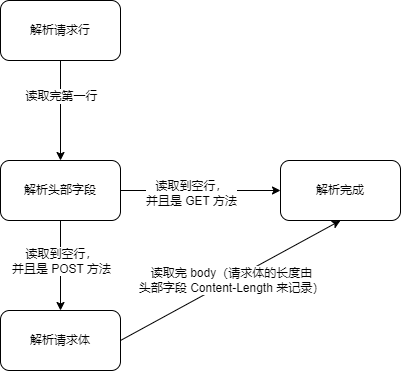 解析请求行
读取完第一行
解析头部字段
读取到空行，
并且是 GET 方法
解析完成
读取到空行，
并且是 POST 方法
读取完 body（请求体的长度由
头部字段 Content-Length 来记录）
解析请求体